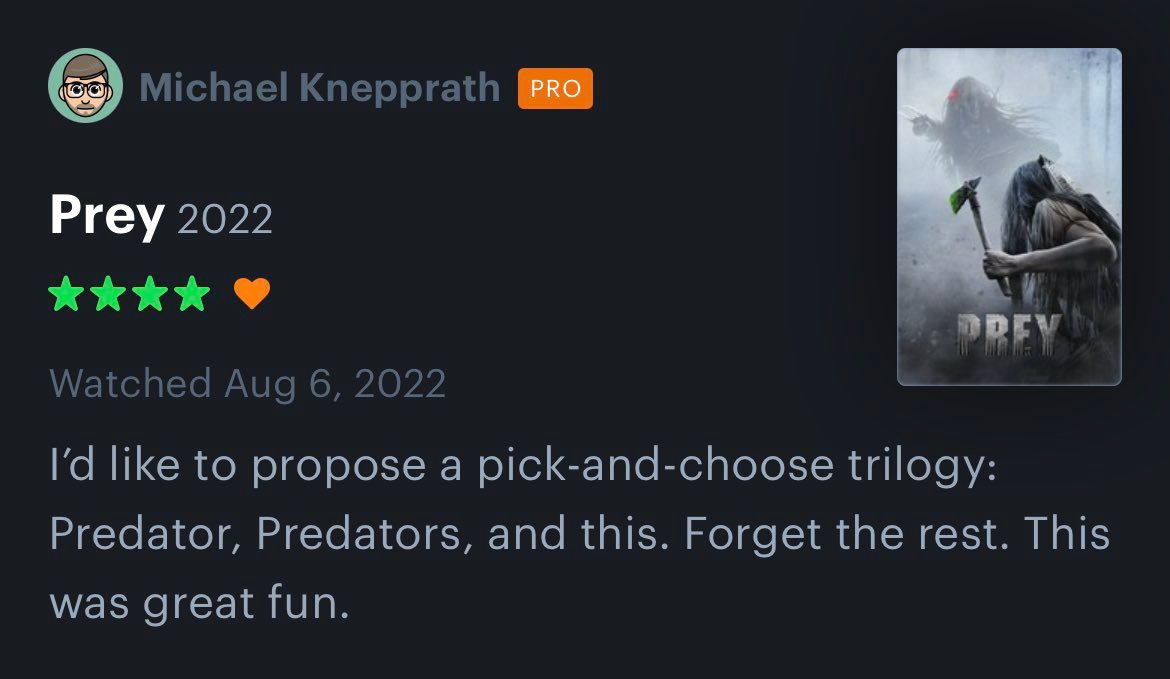 Michael Knepprath PRO
Prey 2022
Watched Aug 6, 2022
I’d like to propose a pick-and-choose trilogy:
Predator, Predators, and this. Forget the rest. This
was great fun.
PREY